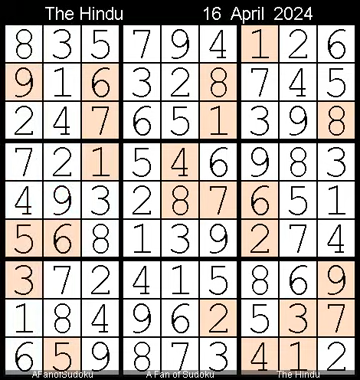 The Hindu 16 April 2024
8 3 5 7 9 4 1 2 6
9 1 6 3 2 8 7 4 5
2 4 7 6 5 1 3 9 8
7 2 1 5 4 6 9 8 3
4 9 3 2 8 7 6 5 1
5 6 8 1 3 9 2 7 4
3 7 2 4 1 5 8 6 9
1 8 4 9 6 2 5 3 7
6 5 9 8 7 3 4 1 2
AFanofSudoku A Fan of Sudoku The Hindu